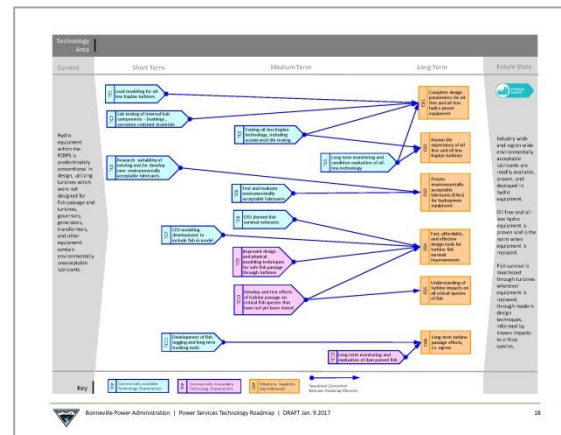 Technology
Area
Current
Short Term
Medium Term
Long Term
Future State
Load modeling for oil-
less Kaplan turbines
Lab testing of internal hub
components – bushings,
corrosion resistant materials
Testing oil-less Kaplan
technology, including
accelerated life testing
Long term monitoring and
condition evaluation of oil-
less technology
Complete design
parameters for oil-
free and oil-less
hydro power
equipment
Known life
expectancy of oil
free and oil-less
Kaplan turbines
Research suitability of
existing and/or develop
new environmentally
acceptable lubricants
Test and evaluate
environmentally
acceptable lubricants
Proven
environmentally
acceptable
lubricants (EALs)
for hydropower
equipment
CFD derived fish
survival estimates
CFD modeling
development to
include fish in model
Improved design
and physical
modeling techniques
for safe fish passage
through turbines
Fast, affordable,
and effective
design tools for
turbine fish
survival
improvements
Develop and test effects
of turbine passage on
critical fish species that
have not yet been tested
Understanding of
turbine impacts on
all critical species
of fish
Development of fish
tagging and long term
tracking tools
Long term monitoring and
evaluation of dam passed fish
Long term turbine
passage effects,
i.e. egress
Hydro
equipment
within the
FCRPS is
predominately
conventional in
design, utilizing
turbines which
were not
designed for
fish passage and
turbines,
governors,
generators,
transformers,
and other
equipment
contain
environmentally
unacceptable
lubricants.
Industry wide
and region wide
environmentally
acceptable
lubricants are
readily available,
proven, and
deployed in
hydro
equipment.
Oil-free and oil-
less hydro
equipment is
proven and is the
norm when
equipment is
replaced.
Fish survival is
maximized
through turbines
whenever
equipment is
replaced,
through modern
design
techniques,
informed by
known impacts
to critical
species.
Key
Commercially Available
Technology Characteristic
Commercially Unavailable
Technology Characteristic
Milestone: Capability
Gap Addressed
Sequential Connection
Between Roadmap Elements
Bonneville Power Administration | Power Services Technology Roadmap | DRAFT Jan. 9 2017
18